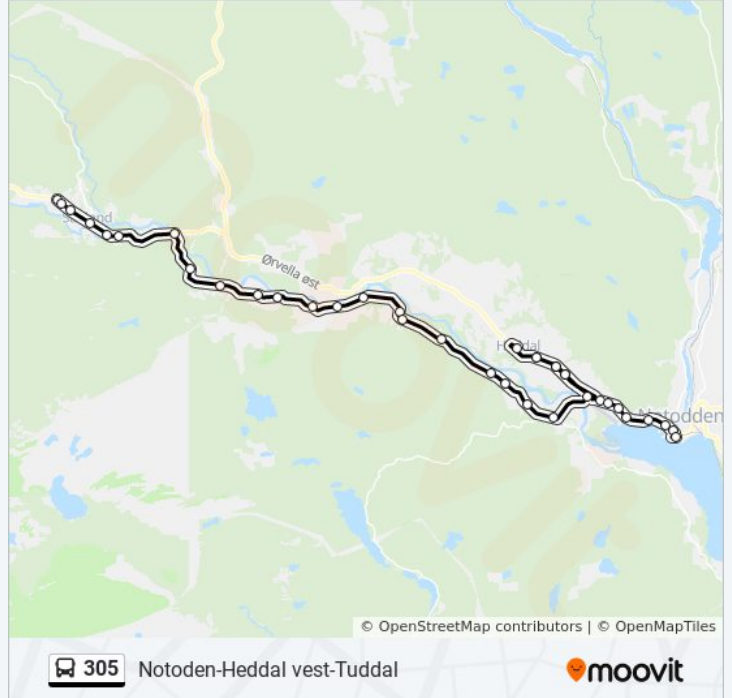 Ørvella øst
Heddal
Notodden
© OpenStreetMap contributors | © OpenMapTiles
305 Notoden-Heddal vest-Tuddal moovit